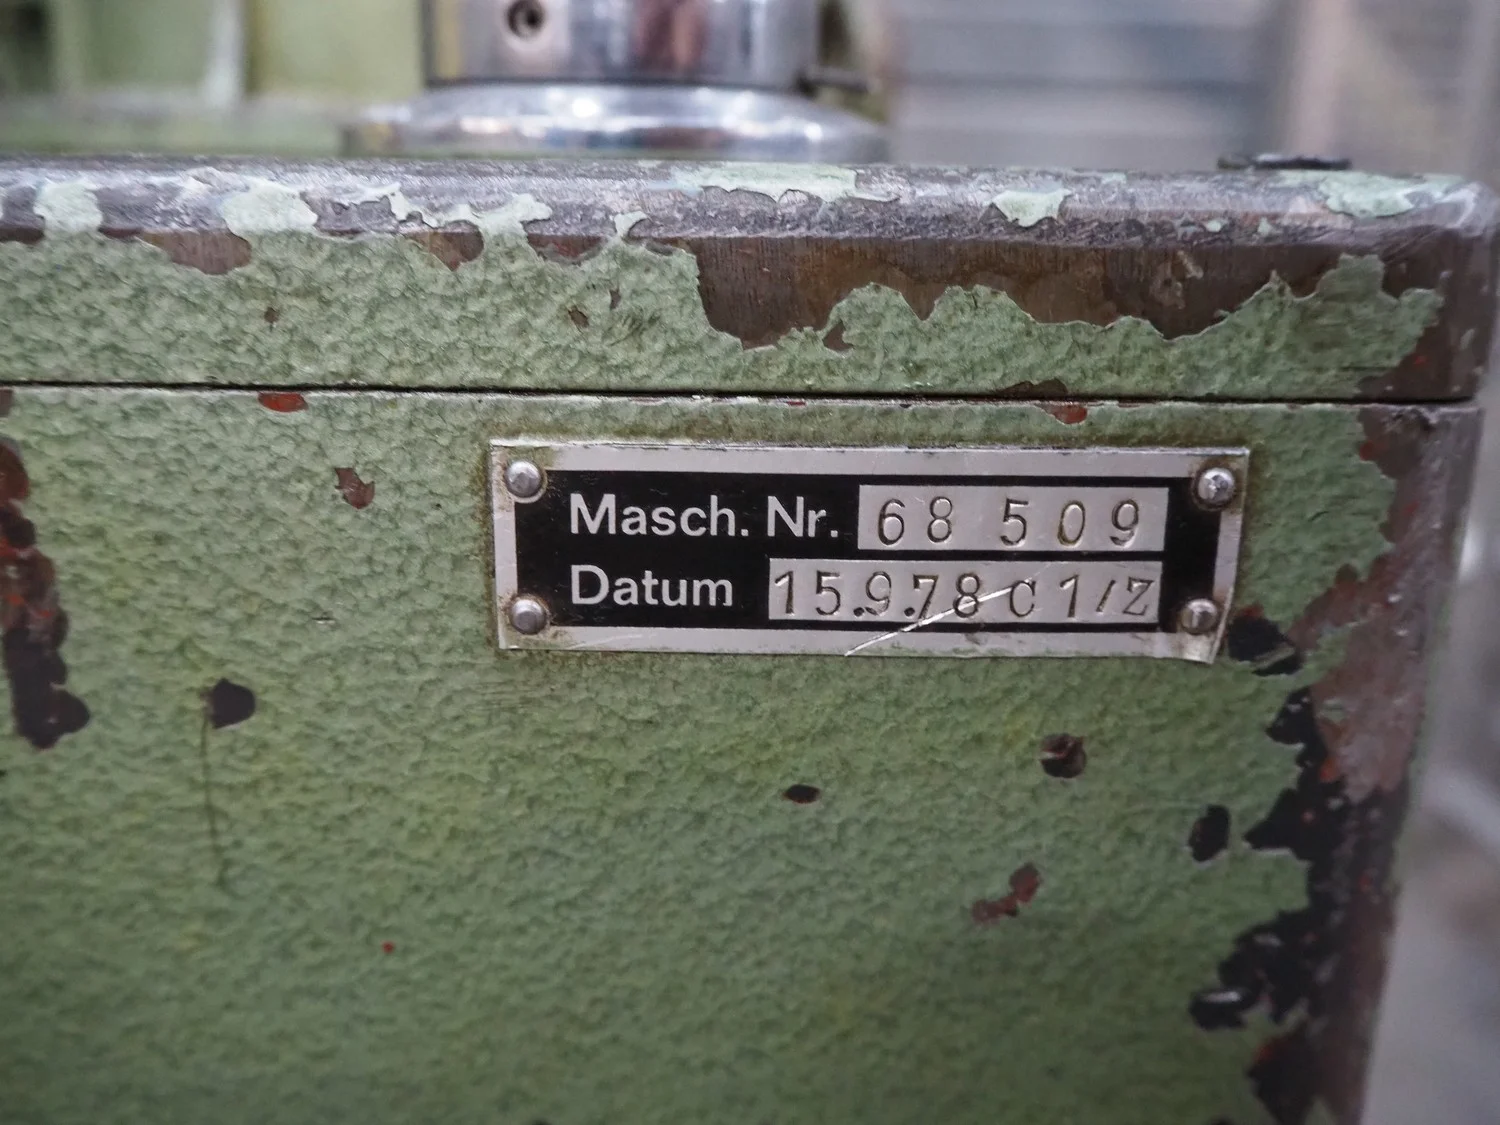 Masch. Nr. 68 509
Datum 15.9.78 C 1/Z